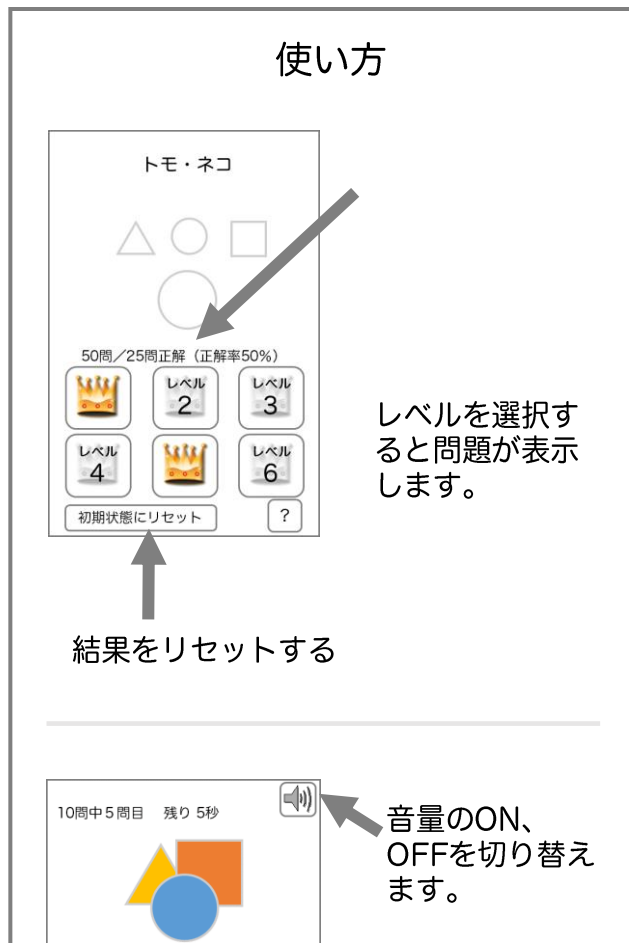 使い方
トモ・ネコ
50問／25問正解（正解率50%）
レベル
2
レベル
3
レベル
4
レベル
6
初期状態にリセット
?
レベルを選択す
ると問題が表示
します。
結果をリセットする
10問中５問目　残り 5秒
音量のON、
OFFを切り替え
ます。